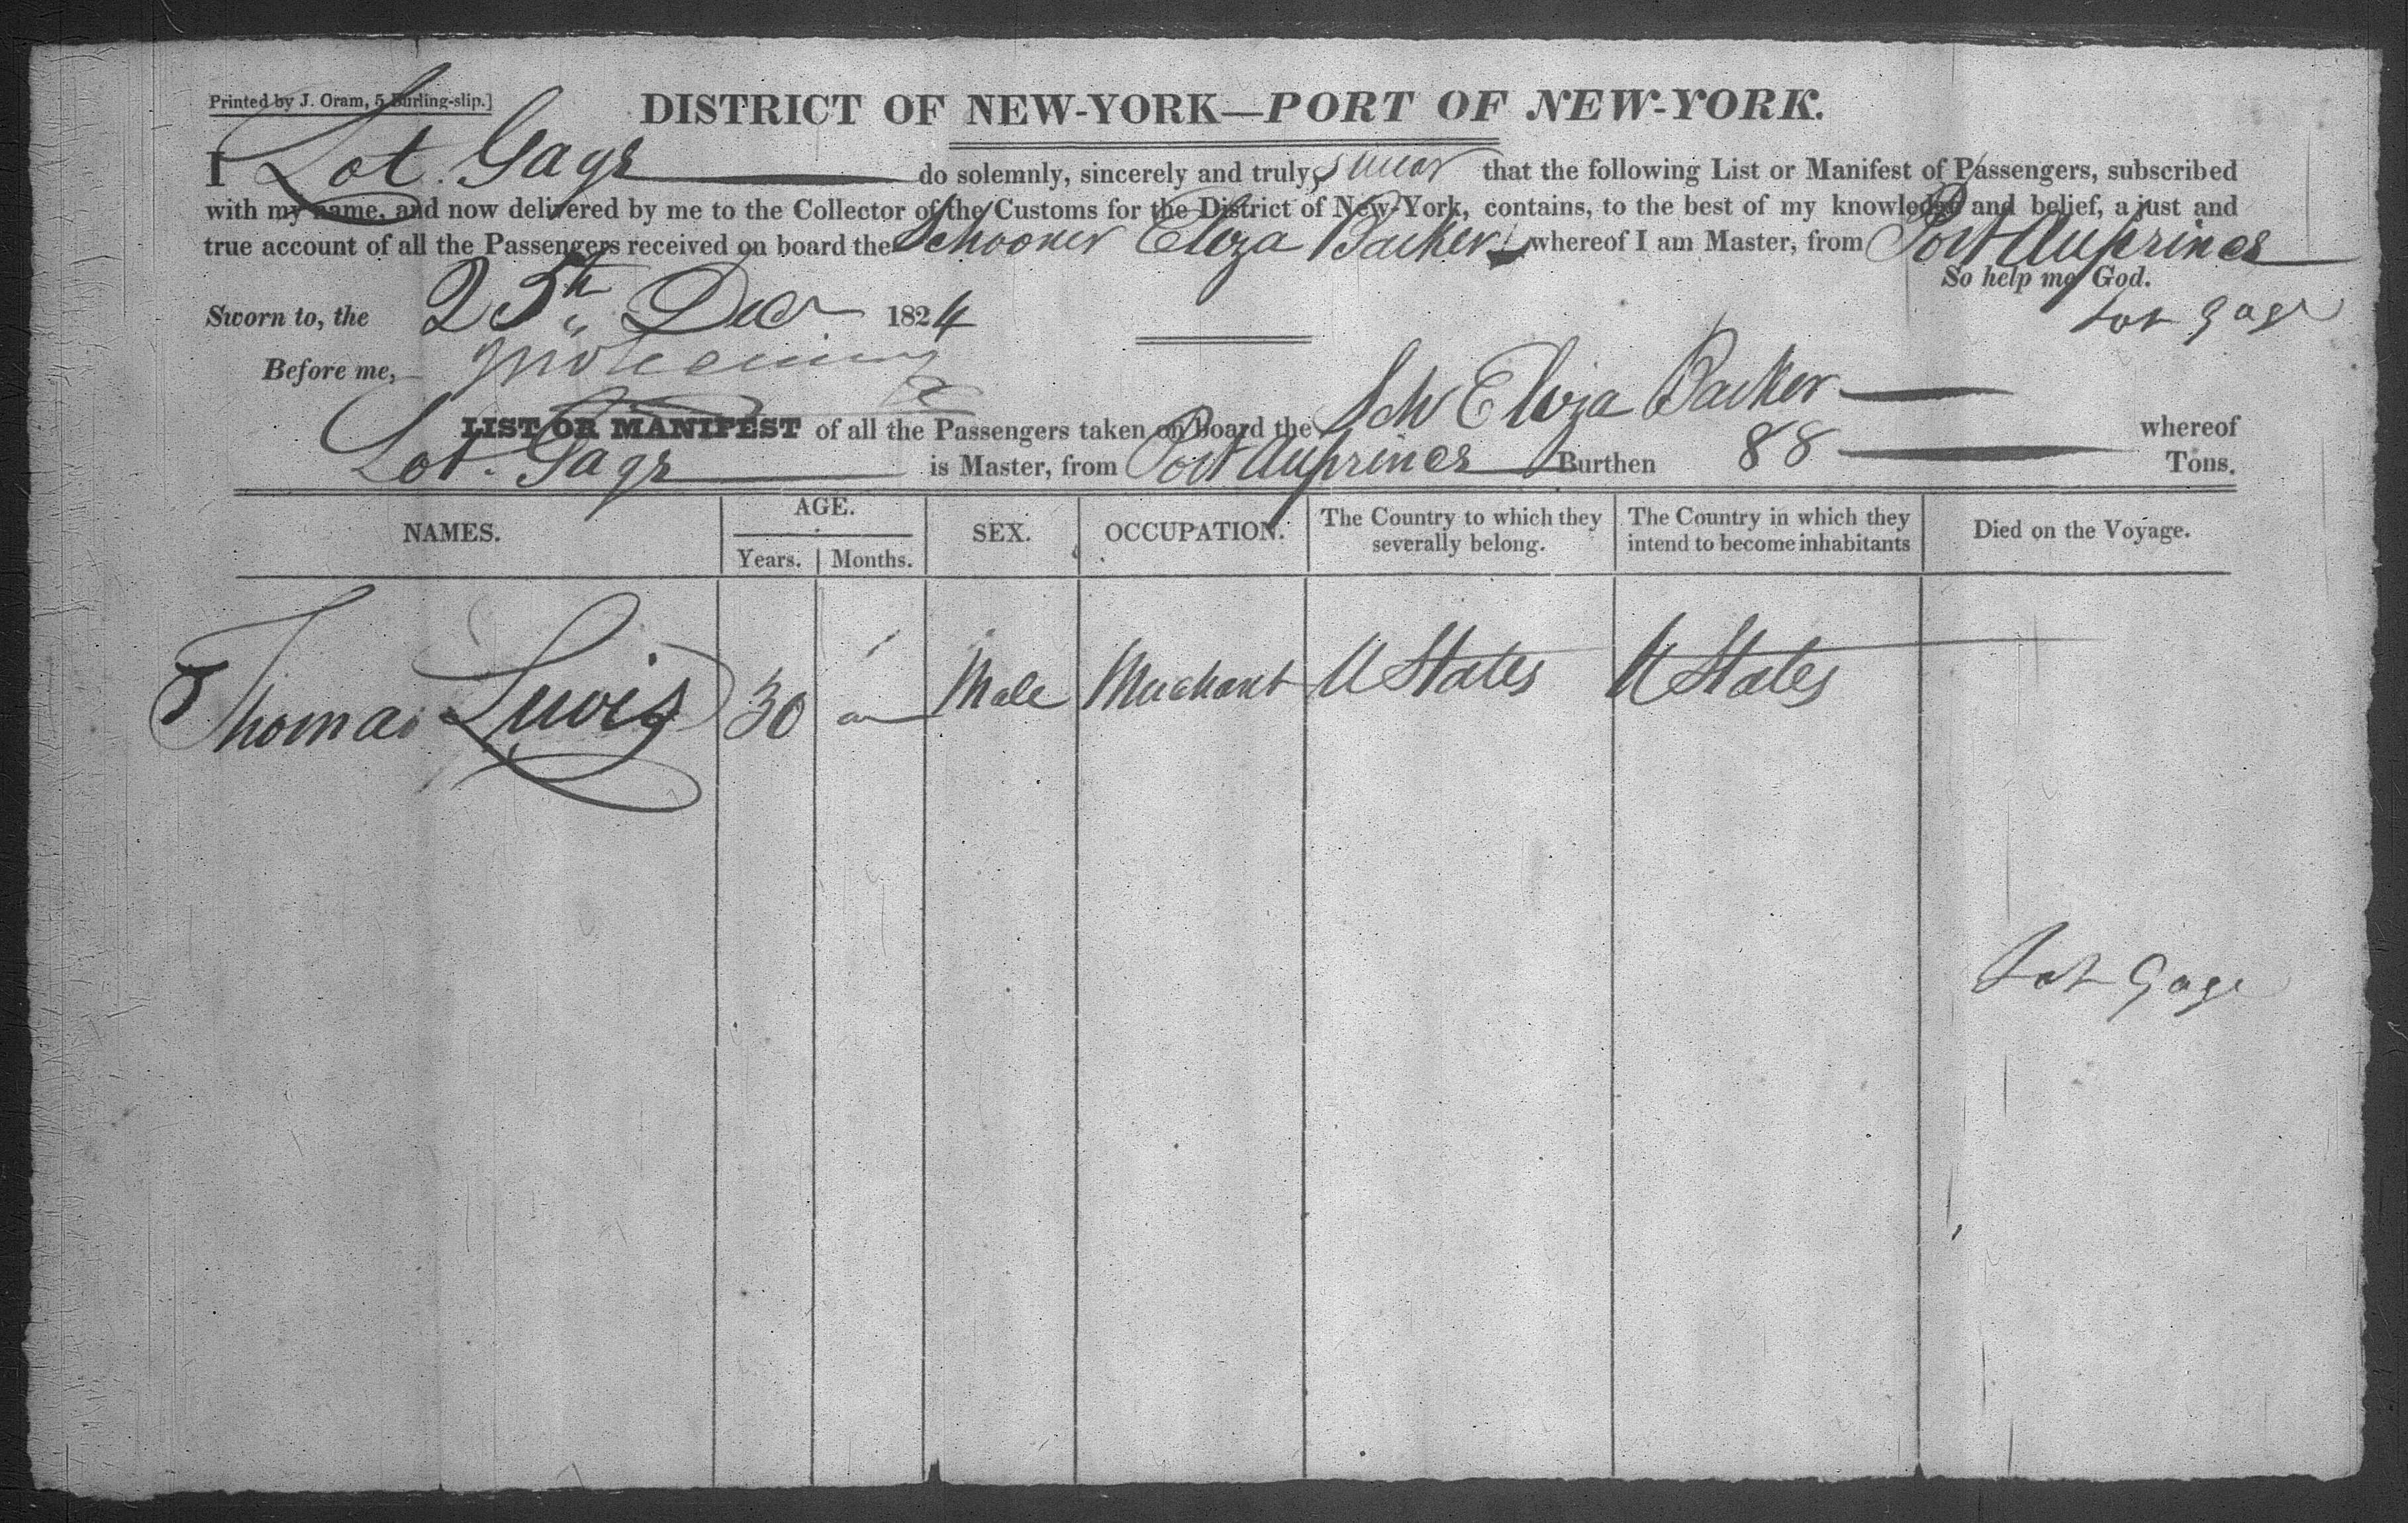 Printed by J. Oram, 5 Burling-slip.]
DISTRICT OF NEW-YORK—PORT OF NEW-YORK.
I Lot Gage do solemnly, sincerely and truly swear that the following List or Manifest of Passengers, subscribed
with my name, and now delivered by me to the Collector of the Customs for the District of New-York, contains, to the best of my knowledge and belief, a just and
true account of all the Passengers received on board the Schooner Eliza Barker whereof I am Master, from Port Auprince
So help me God.
Sworn to, the 25th Decr 1824 Lot Gage
Before me,
LIST OR MANIFEST of all the Passengers taken on board the Schr Eliza Barker whereof
Lot Gage is Master, from Port Auprince Burthen 88 Tons.
NAMES. AGE. SEX. OCCUPATION. The Country to which they severally belong. The Country in which they intend to become inhabitants Died on the Voyage.
Years. Months.
Thomas Lewis 30 Male Merchant U States U States
Lot Gage